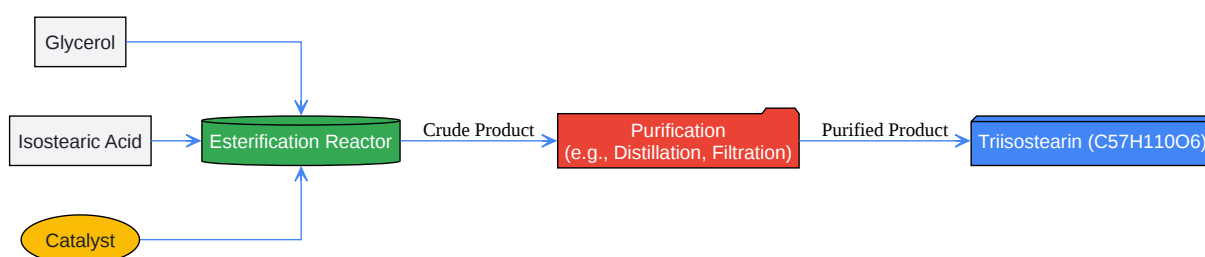 Glycerol
Isostearic Acid
Catalyst
Esterification Reactor
Crude Product
Purification
(e.g., Distillation, Filtration)
Purified Product
Triisostearin (C57H110O6)